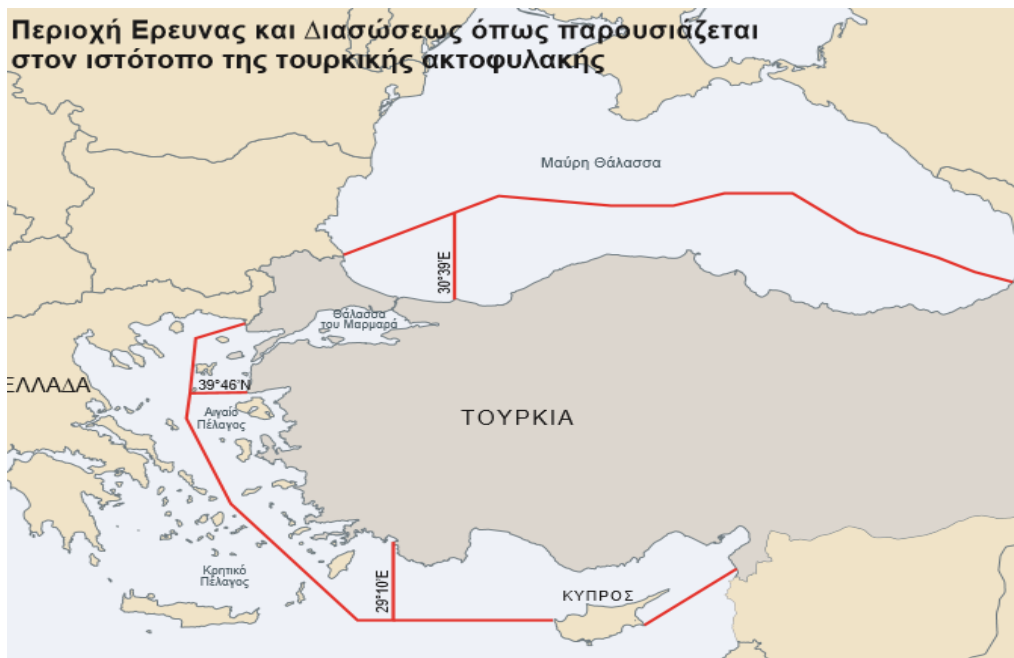 Περιοχή Ερευνας και Διασώσεως όπως παρουσιάζεται
στον ιστότοπο της τουρκικής ακτοφυλακής
Μαύρη Θάλασσα
30°39'E
Θάλασσα
του Μαρμαρά
ΕΛΛΑΔΑ
39°46'N
Αιγαίο
Πέλαγος
ΤΟΥΡΚΙΑ
Κρητικό
Πέλαγος
29°10'E
ΚΥΠΡΟΣ